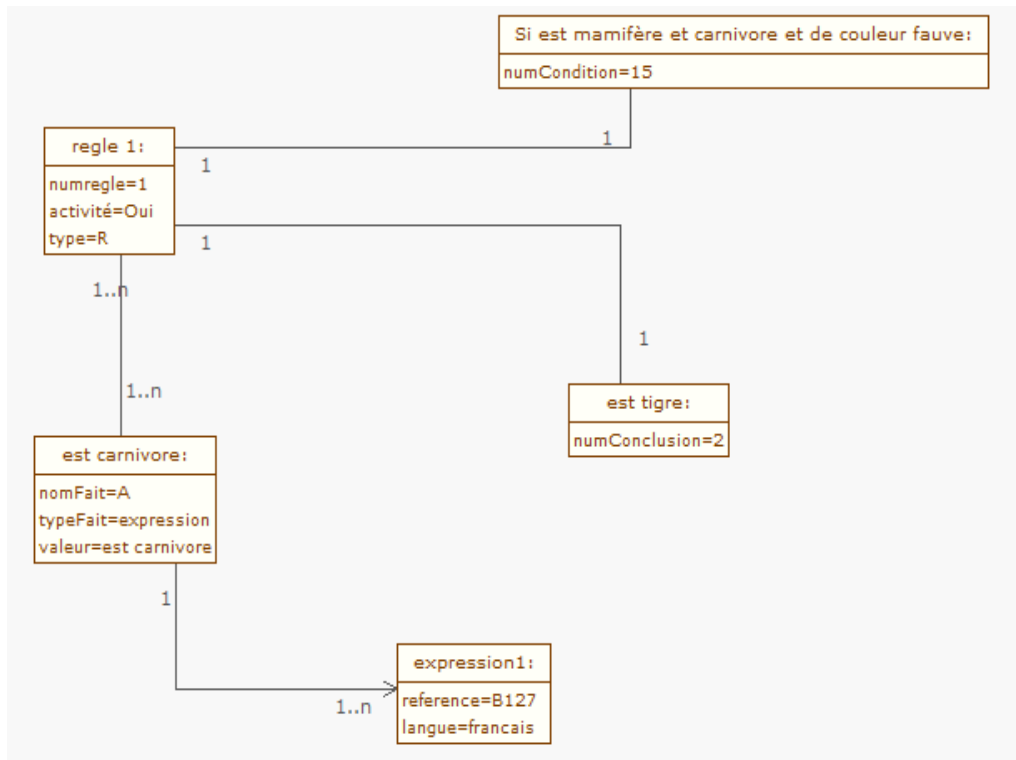 Si est mamifère et carnivore et de couleur fauve:
numCondition=15
1
1
regle 1:
numregle=1
activité=Oui
type=R
1
1..n
1
1..n
est tigre:
numConclusion=2
est carnivore:
nomFait=A
typeFait=expression
valeur=est carnivore
1
1..n
expression1:
reference=B127
langue=francais